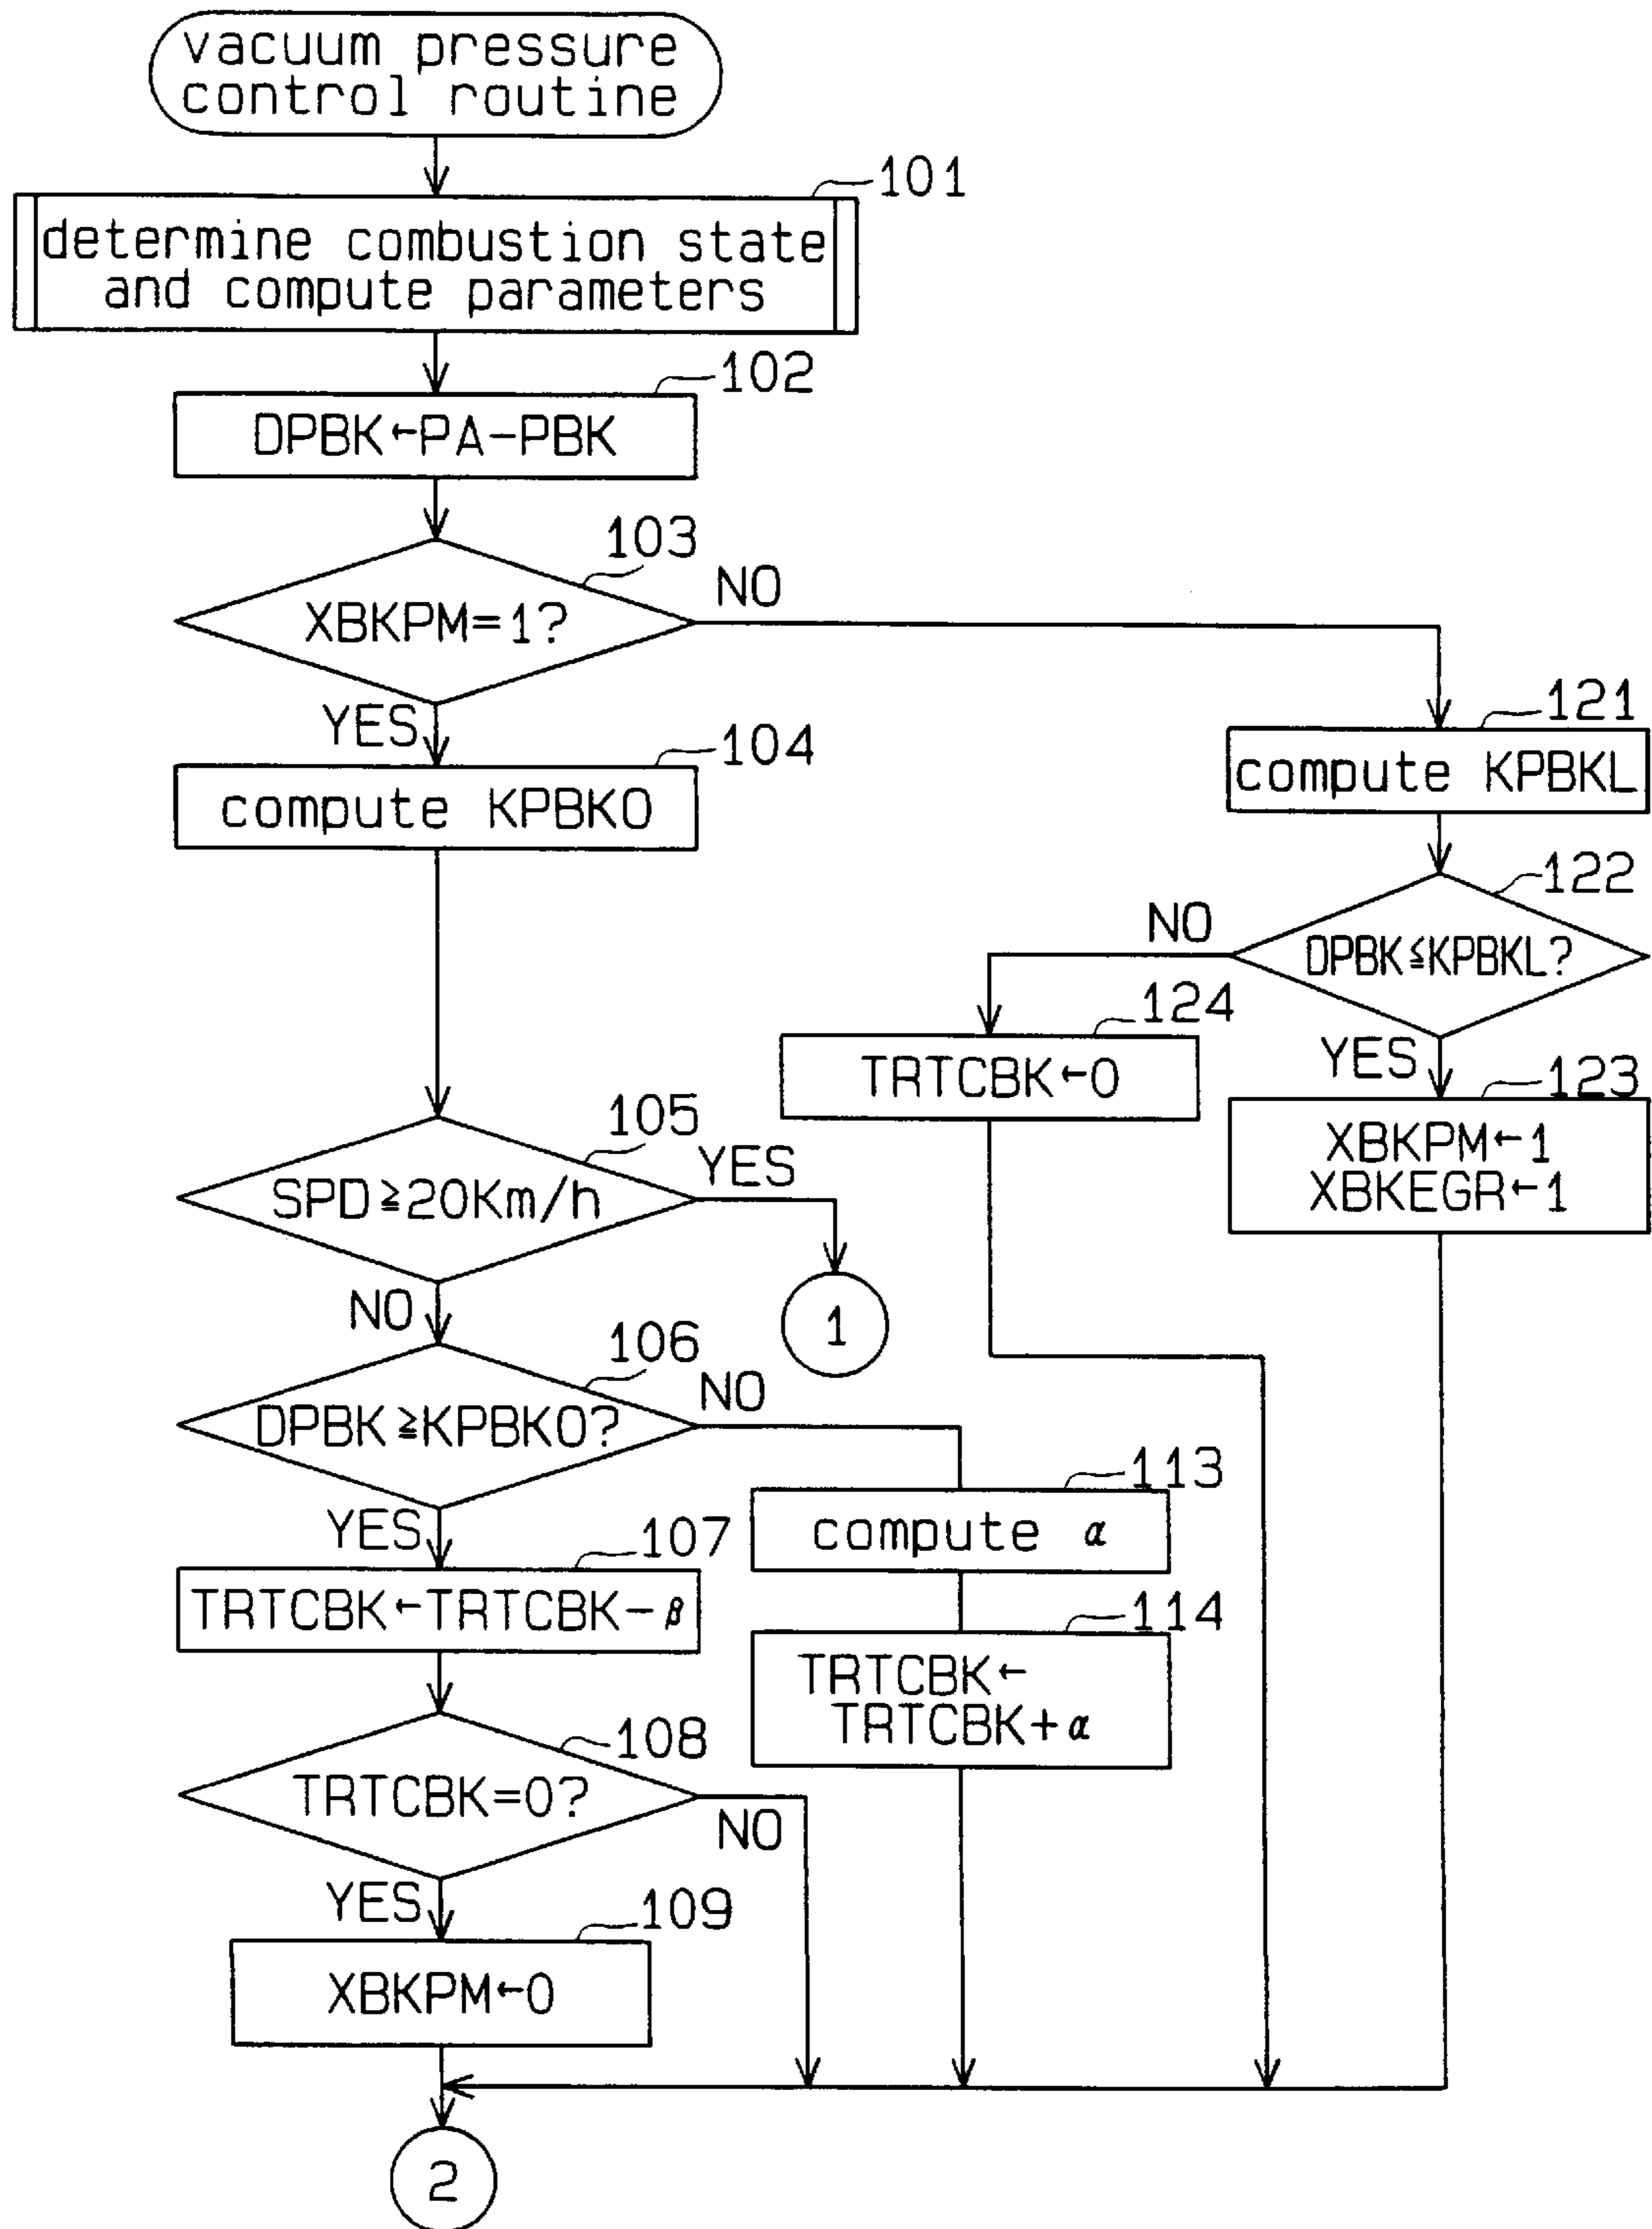 vacuum pressure
control routine
101
determine combustion state
and compute parameters
102
DPBK←PA-PBK
103
XBKPM=1?
NO
YES
104
compute KPBKO
121
compute KPBKL
122
DPBK≦KPBKL?
NO
YES
124
TRTCBK←0
123
XBKPM←1
XBKEGR←1
105
SPD≧20Km/h
YES
1
NO
106
DPBK≧KPBKO?
NO
YES
113
compute α
107
TRTCBK←TRTCBK-β
114
TRTCBK←
TRTCBK+α
108
TRTCBK=0?
NO
YES
109
XBKPM←0
2